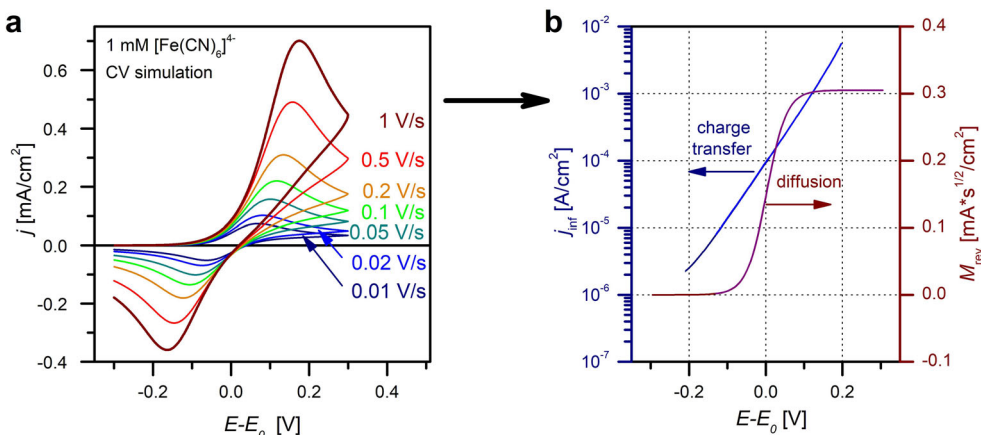 a
1 mM [Fe(CN)₆]⁴⁻
CV simulation
0.6
0.4
0.2
0.0
-0.2
-0.4
j [mA/cm²]
1 V/s
0.5 V/s
0.2 V/s
0.1 V/s
0.05 V/s
0.02 V/s
0.01 V/s
-0.2
0.0
0.2
0.4
E-E₀ [V]
b
10⁻²
10⁻³
10⁻⁴
10⁻⁵
10⁻⁶
10⁻⁷
j_inf [A/cm²]
charge
transfer
diffusion
0.4
0.3
0.2
0.1
0.0
-0.1
M_rev [mA*s^1/2/cm²]
-0.2
0.0
0.2
E-E₀ [V]